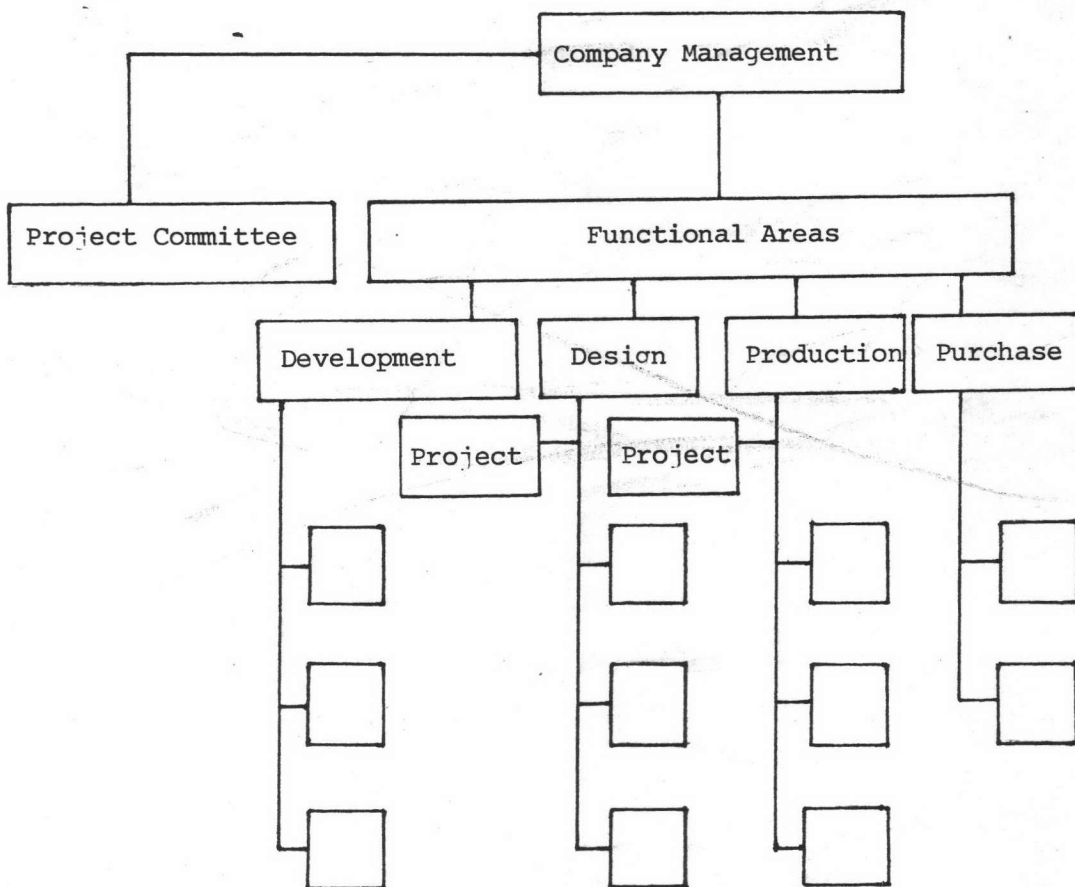 Company Management
Project Committee
Functional Areas
Development
Design
Production
Purchase
Project
Project